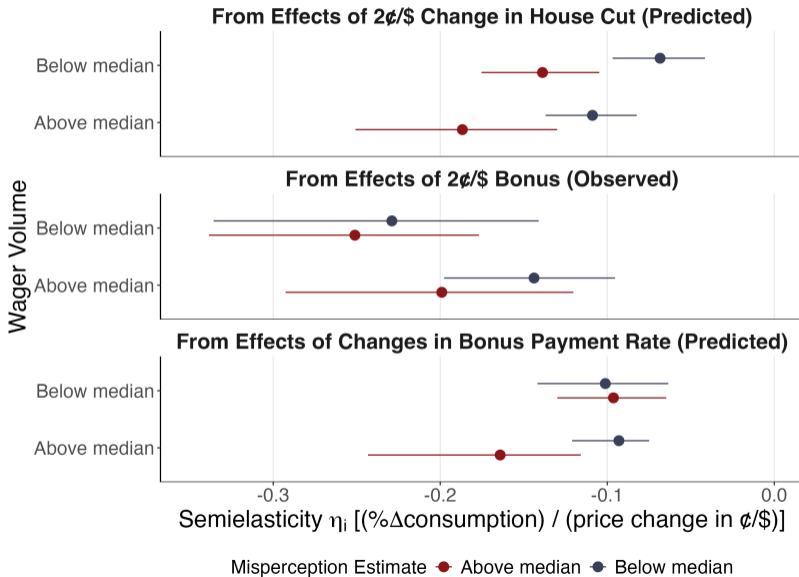 From Effects of 2¢/$ Change in House Cut (Predicted)
Below median
Above median
From Effects of 2¢/$ Bonus (Observed)
Below median
Above median
Wager Volume
From Effects of Changes in Bonus Payment Rate (Predicted)
Below median
Above median
-0.3 -0.2 -0.1 0.0
Semielasticity ηi [(%Δconsumption) / (price change in ¢/$)]
Misperception Estimate Above median Below median